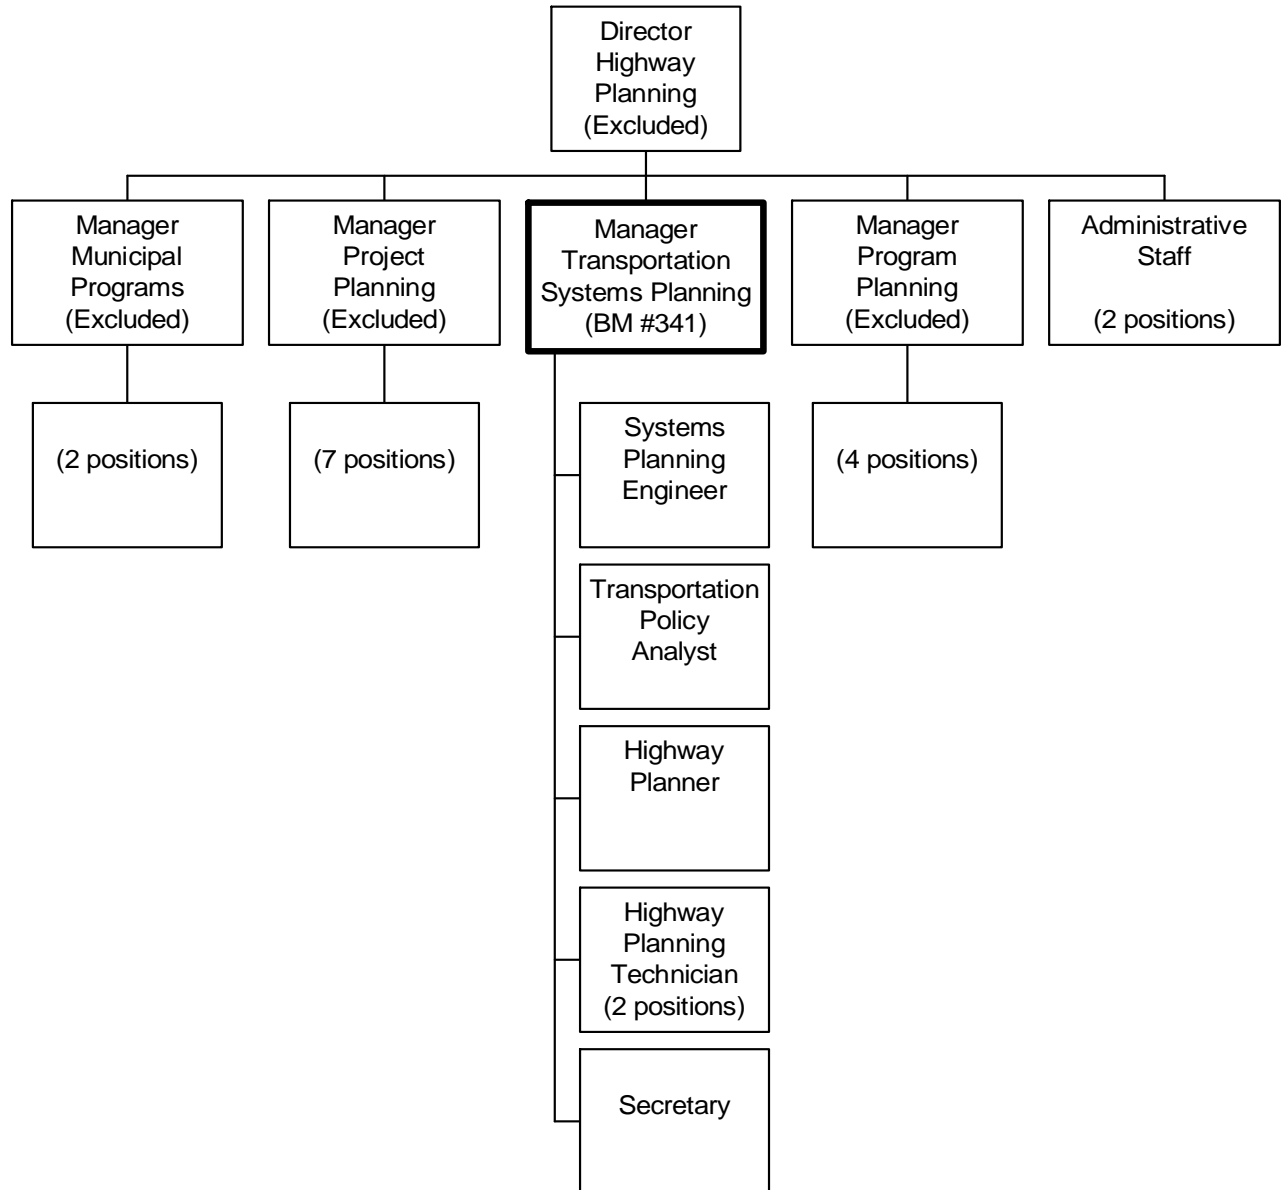 Director
Highway
Planning
(Excluded)
Manager
Municipal
Programs
(Excluded)
Manager
Project
Planning
(Excluded)
Manager
Transportation
Systems Planning
(BM #341)
Manager
Program
Planning
(Excluded)
Administrative
Staff
(2 positions)
(2 positions)
(7 positions)
(4 positions)
Systems
Planning
Engineer
Transportation
Policy
Analyst
Highway
Planner
Highway
Planning
Technician
(2 positions)
Secretary